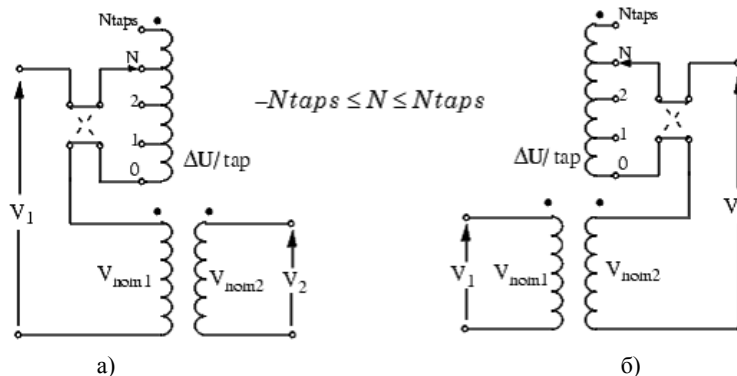 Ntaps
N
2
1
0
ΔU/ tap
V1
Vnom1
Vnom2
V2
−Ntaps ≤ N ≤ Ntaps
Ntaps
N
2
1
0
ΔU/ tap
V1
Vnom1
Vnom2
V
а)
б)